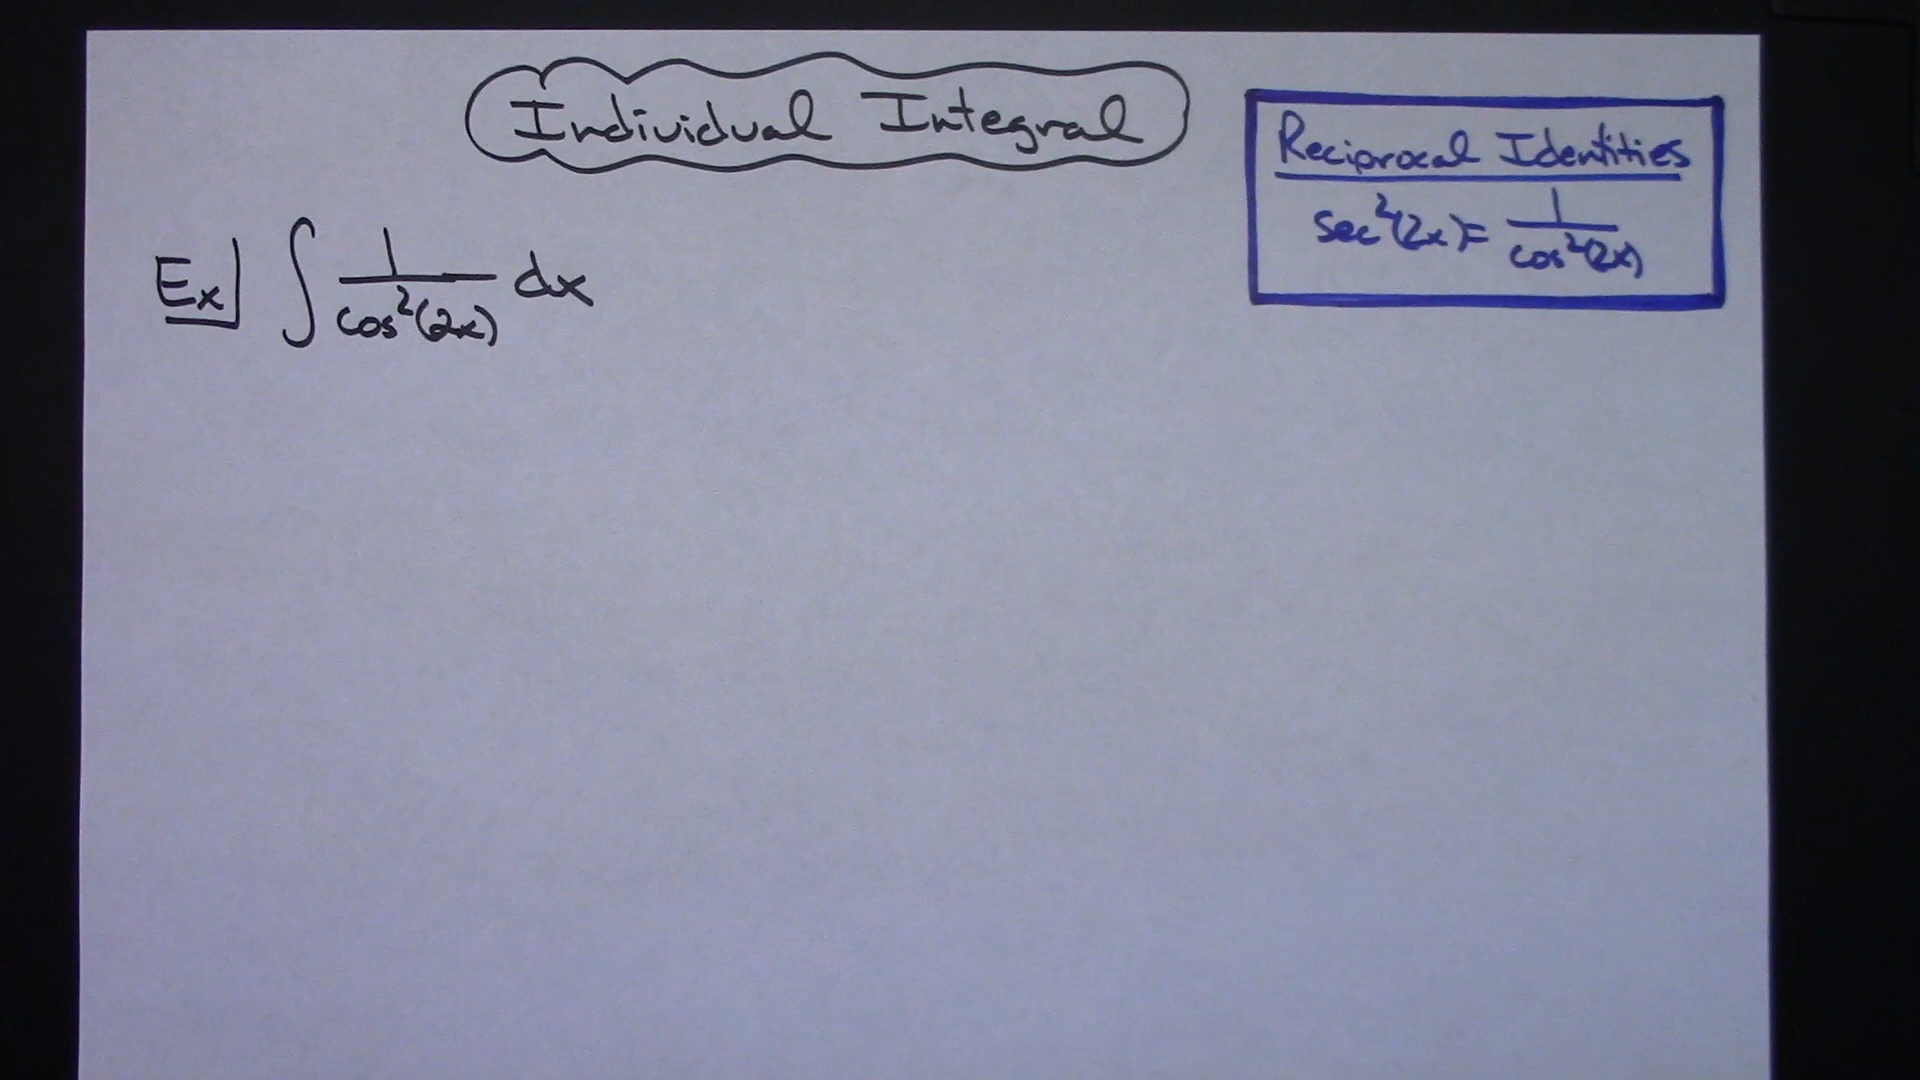 Individual Integral
Reciprocal Identities
sec²(2x) = 1/cos²(2x)
Ex ∫ 1/cos²(2x) dx